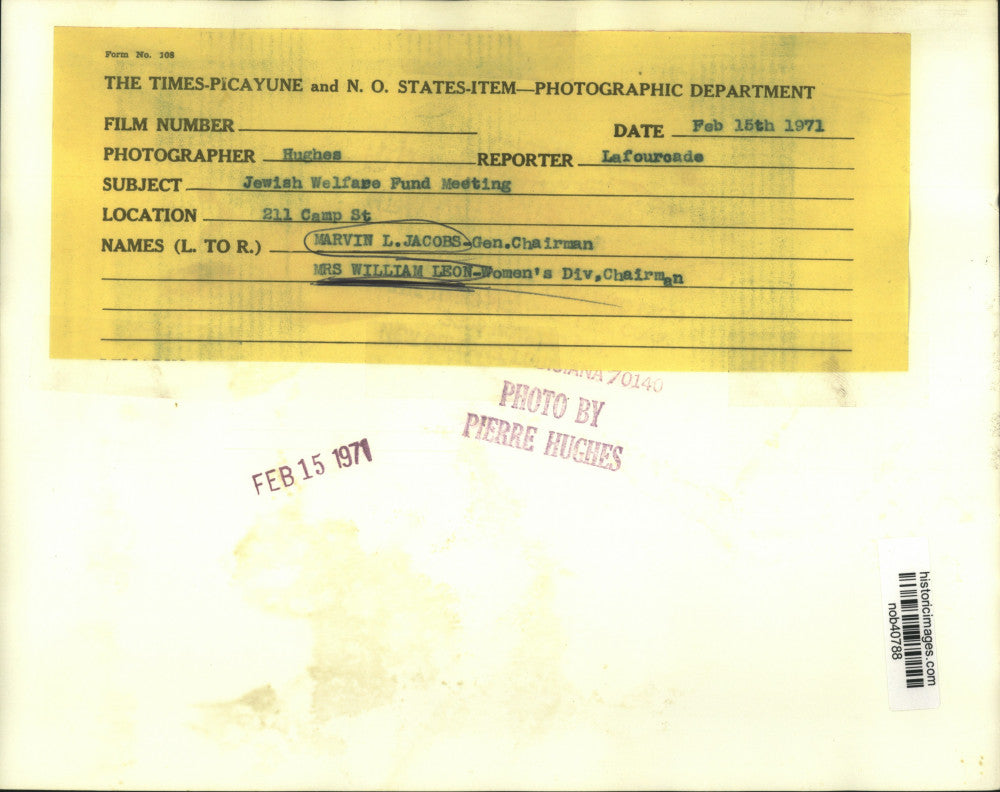 Form No. 108
THE TIMES-PICAYUNE and N. O. STATES-ITEM—PHOTOGRAPHIC DEPARTMENT
FILM NUMBER
DATE Feb 15th 1971
PHOTOGRAPHER Hughes REPORTER Lafourcade
SUBJECT Jewish Welfare Fund Meeting
LOCATION 211 Camp St
NAMES (L. TO R.) MARVIN L.JACOBS-Gen.Chairman
MRS WILLIAM LEON-Women's Div.Chairman
70140
PHOTO BY
PIERRE HUGHES
FEB 15 1971
historicimages.com
nob40788